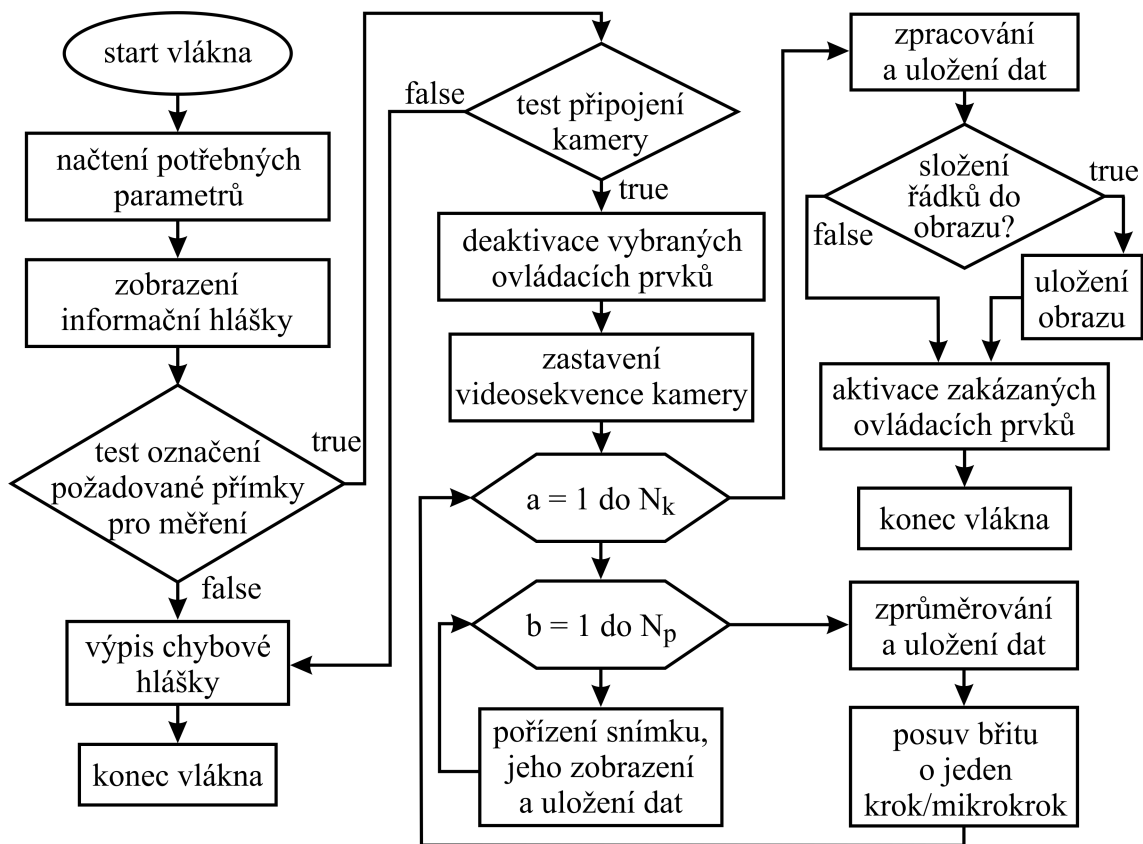 start vlákna
načtení potřebných
parametrů
zobrazení
informační hlášky
test označení
požadované přímky
pro měření
true
false
výpis chybové
hlášky
konec vlákna
test připojení
kamery
false
true
deaktivace vybraných
ovládacích prvků
zastavení
videosekvence kamery
a = 1 do Nk
b = 1 do Np
pořízení snímku,
jeho zobrazení
a uložení dat
zprůměrování
a uložení dat
posuv břitu
o jeden
krok/mikrokrok
zpracování
a uložení dat
složení
řádků do
obrazu?
true
false
uložení
obrazu
aktivace zakázaných
ovládacích prvků
konec vlákna